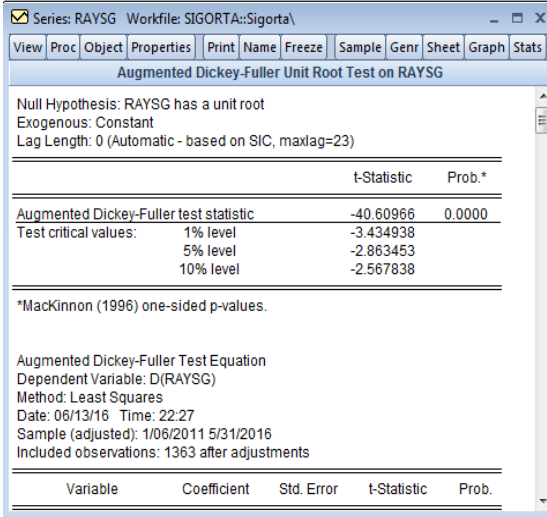 Series: RAYSG Workfile: SIGORTA::Sigorta\
View Proc Object Properties Print Name Freeze Sample Genr Sheet Graph Stats
Augmented Dickey-Fuller Unit Root Test on RAYSG
Null Hypothesis: RAYSG has a unit root
Exogenous: Constant
Lag Length: 0 (Automatic - based on SIC, maxlag=23)
t-Statistic Prob.*
Augmented Dickey-Fuller test statistic -40.60966 0.0000
Test critical values: 1% level -3.434938
5% level -2.863453
10% level -2.567838
*MacKinnon (1996) one-sided p-values.
Augmented Dickey-Fuller Test Equation
Dependent Variable: D(RAYSG)
Method: Least Squares
Date: 06/13/16 Time: 22:27
Sample (adjusted): 1/06/2011 5/31/2016
Included observations: 1363 after adjustments
Variable Coefficient Std. Error t-Statistic Prob.